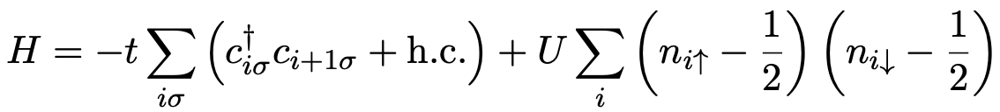 H = -t \sum_{i\sigma} \left( c_{i\sigma}^{\dagger} c_{i+1\sigma} + \text{h.c.} \right) + U \sum_{i} \left( n_{i\uparrow} - \frac{1}{2} \right) \left( n_{i\downarrow} - \frac{1}{2} \right)